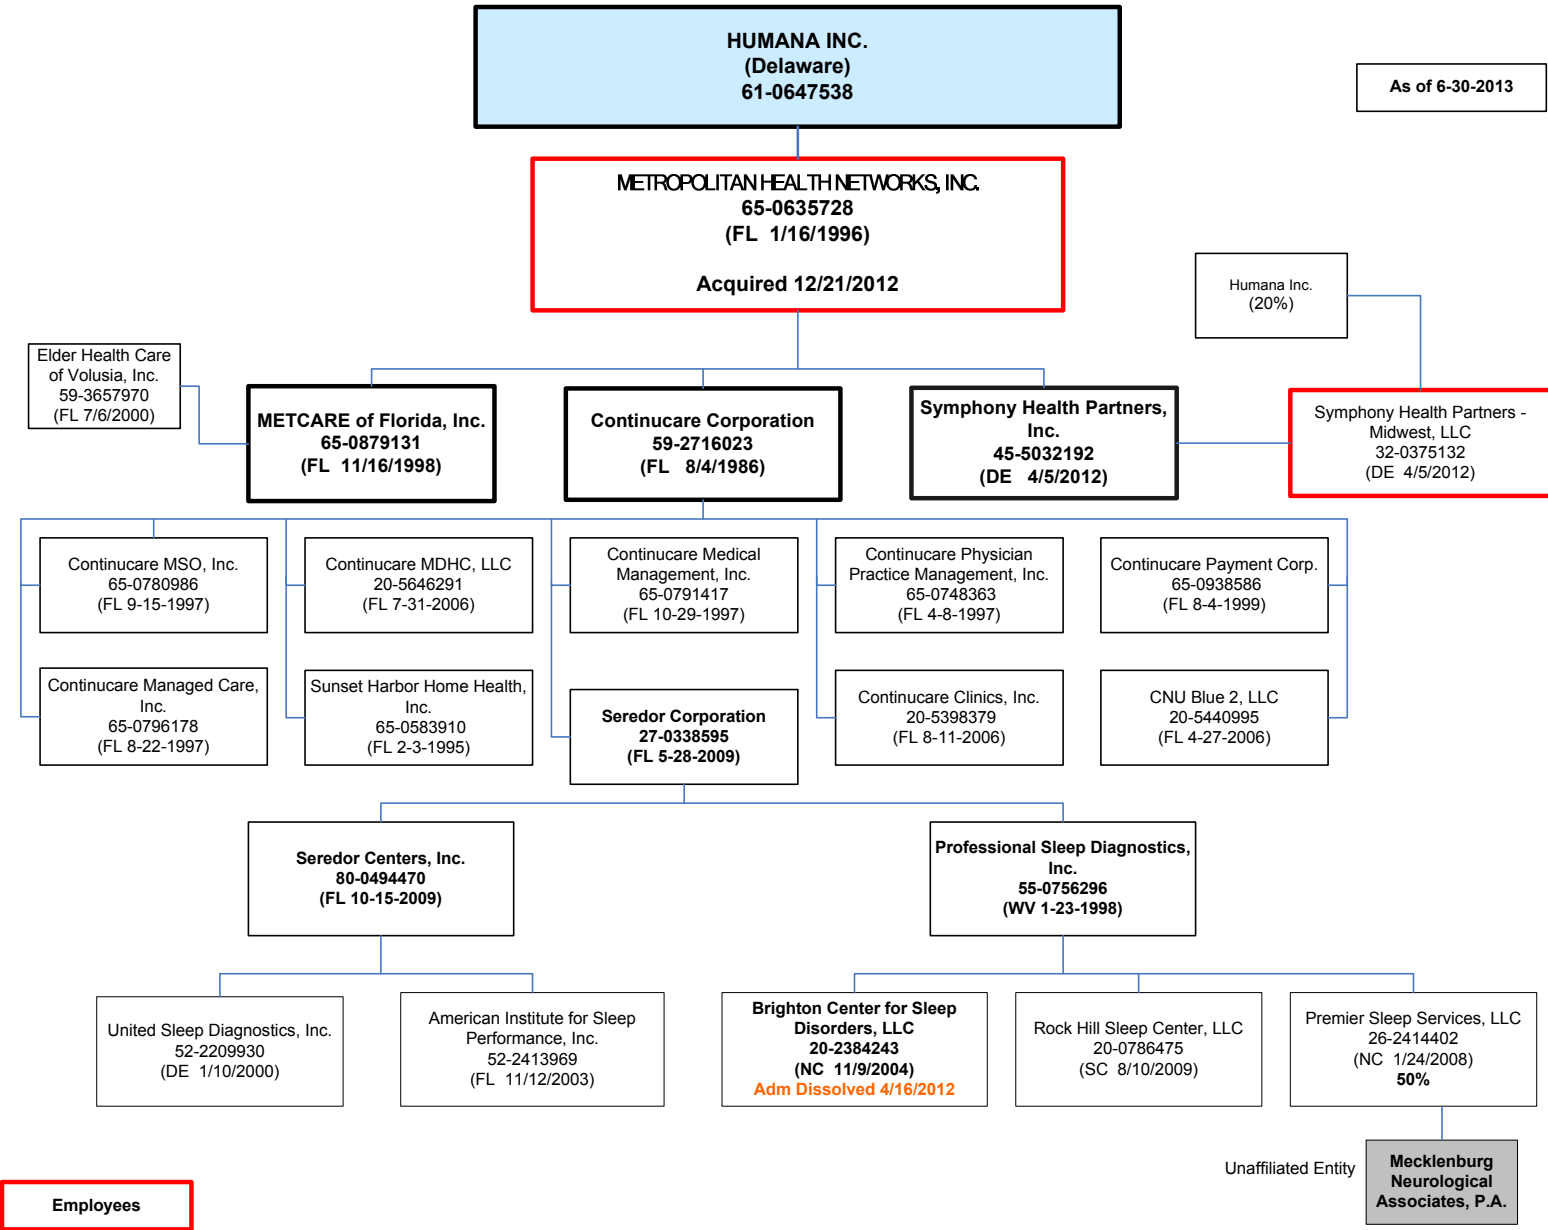 HUMANA INC.
(Delaware)
61-0647538
As of 6-30-2013
METROPOLITAN HEALTH NETWORKS, INC.
65-0635728
(FL 1/16/1996)
Acquired 12/21/2012
Humana Inc.
(20%)
Elder Health Care
of Volusia, Inc.
59-3657970
(FL 7/6/2000)
METCARE of Florida, Inc.
65-0879131
(FL 11/16/1998)
Continucare Corporation
59-2716023
(FL 8/4/1986)
Symphony Health Partners,
Inc.
45-5032192
(DE 4/5/2012)
Symphony Health Partners -
Midwest, LLC
32-0375132
(DE 4/5/2012)
Continucare MSO, Inc.
65-0780986
(FL 9-15-1997)
Continucare MDHC, LLC
20-5646291
(FL 7-31-2006)
Continucare Medical
Management, Inc.
65-0791417
(FL 10-29-1997)
Continucare Physician
Practice Management, Inc.
65-0748363
(FL 4-8-1997)
Continucare Payment Corp.
65-0938586
(FL 8-4-1999)
Continucare Managed Care,
Inc.
65-0796178
(FL 8-22-1997)
Sunset Harbor Home Health,
Inc.
65-0583910
(FL 2-3-1995)
Seredor Corporation
27-0338595
(FL 5-28-2009)
Continucare Clinics, Inc.
20-5398379
(FL 8-11-2006)
CNU Blue 2, LLC
20-5440995
(FL 4-27-2006)
Seredor Centers, Inc.
80-0494470
(FL 10-15-2009)
Professional Sleep Diagnostics,
Inc.
55-0756296
(WV 1-23-1998)
United Sleep Diagnostics, Inc.
52-2209930
(DE 1/10/2000)
American Institute for Sleep
Performance, Inc.
52-2413969
(FL 11/12/2003)
Brighton Center for Sleep
Disorders, LLC
20-2384243
(NC 11/9/2004)
Adm Dissolved 4/16/2012
Rock Hill Sleep Center, LLC
20-0786475
(SC 8/10/2009)
Premier Sleep Services, LLC
26-2414402
(NC 1/24/2008)
50%
Unaffiliated Entity
Mecklenburg
Neurological
Associates, P.A.
Employees